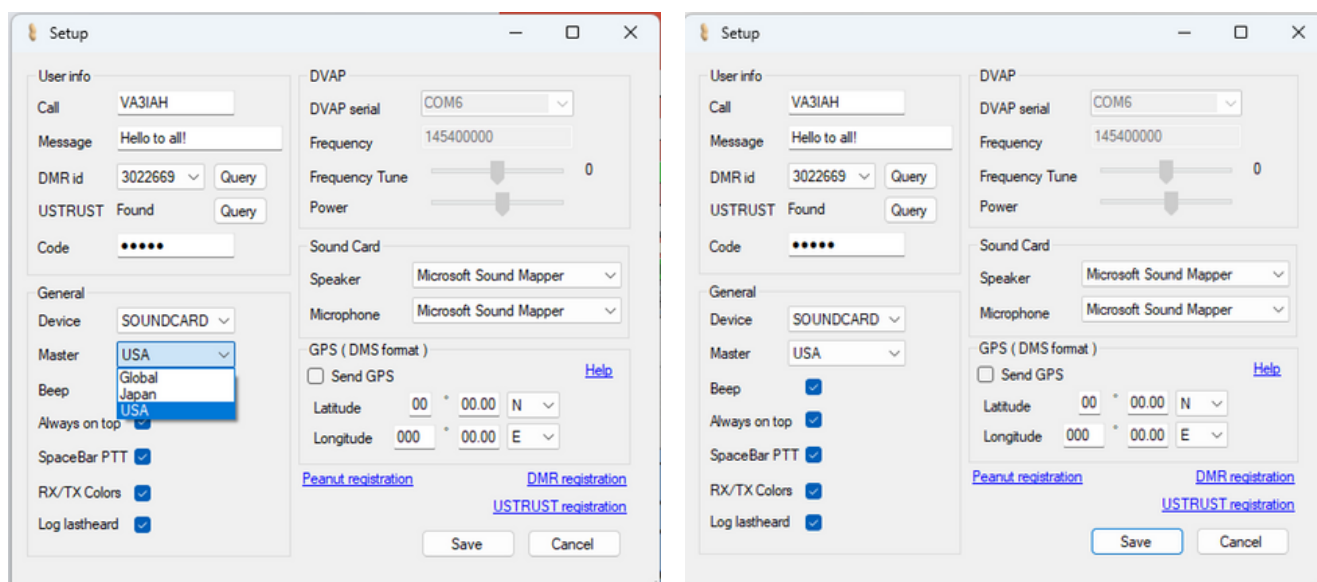 Setup
User info
Call VA3IAH
Message Hello to all!
DMR id 3022669 Query
USTRUST Found Query
Code •••••
General
Device SOUNDCARD
Master USA
Global
Japan
USA
Beep
Always on top
SpaceBar PTT
RX/TX Colors
Log lastheard
DVAP
DVAP serial COM6
Frequency 145400000
Frequency Tune 0
Power
Sound Card
Speaker Microsoft Sound Mapper
Microphone Microsoft Sound Mapper
GPS ( DMS format )
Send GPS Help
Latitude 00 ° 00.00 N
Longitude 000 ° 00.00 E
Peanut registration DMR registration
USTRUST registration
Save Cancel
Setup
User info
Call VA3IAH
Message Hello to all!
DMR id 3022669 Query
USTRUST Found Query
Code •••••
General
Device SOUNDCARD
Master USA
Beep
Always on top
SpaceBar PTT
RX/TX Colors
Log lastheard
DVAP
DVAP serial COM6
Frequency 145400000
Frequency Tune 0
Power
Sound Card
Speaker Microsoft Sound Mapper
Microphone Microsoft Sound Mapper
GPS ( DMS format )
Send GPS Help
Latitude 00 ° 00.00 N
Longitude 000 ° 00.00 E
Peanut registration DMR registration
USTRUST registration
Save Cancel